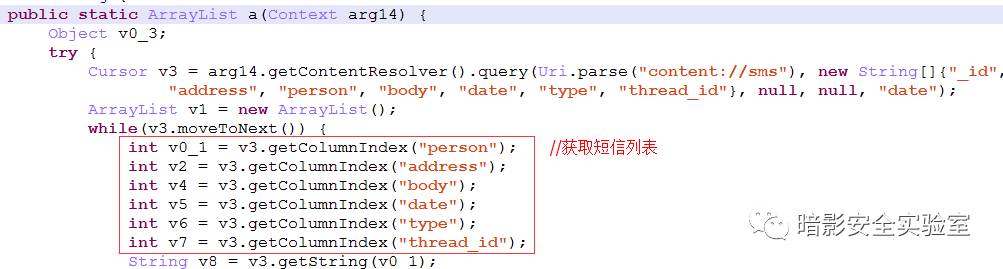 public static ArrayList a(Context arg14) {
Object v0_3;
try {
Cursor v3 = arg14.getContentResolver().query(Uri.parse("content://sms"), new String[]{"_id",
"address", "person", "body", "date", "type", "thread_id"}, null, null, "date");
ArrayList v1 = new ArrayList();
while(v3.moveToNext()) {
int v0_1 = v3.getColumnIndex("person"); //获取短信列表
int v2 = v3.getColumnIndex("address");
int v4 = v3.getColumnIndex("body");
int v5 = v3.getColumnIndex("date");
int v6 = v3.getColumnIndex("type");
int v7 = v3.getColumnIndex("thread_id");
String v8 = v3.getString(v0_1);
暗影安全实验室